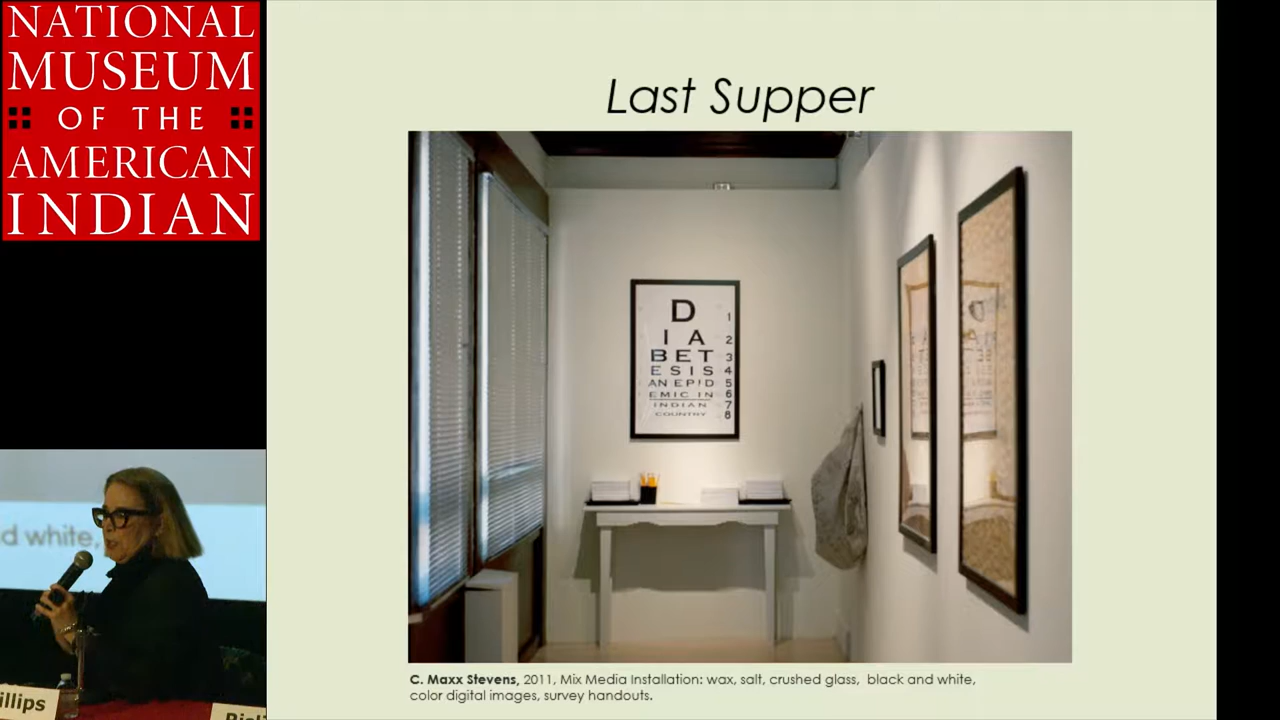 NATIONAL
MUSEUM
OF THE
AMERICAN
INDIAN
Last Supper
D 1
I A 2
BET 3
ESIS 4
AN EPID 5
EMIC IN 6
INDIAN 7
COUNTRY 8
C. Maxx Stevens, 2011, Mix Media Installation: wax, salt, crushed glass, black and white,
color digital images, survey handouts.
d white,
illips